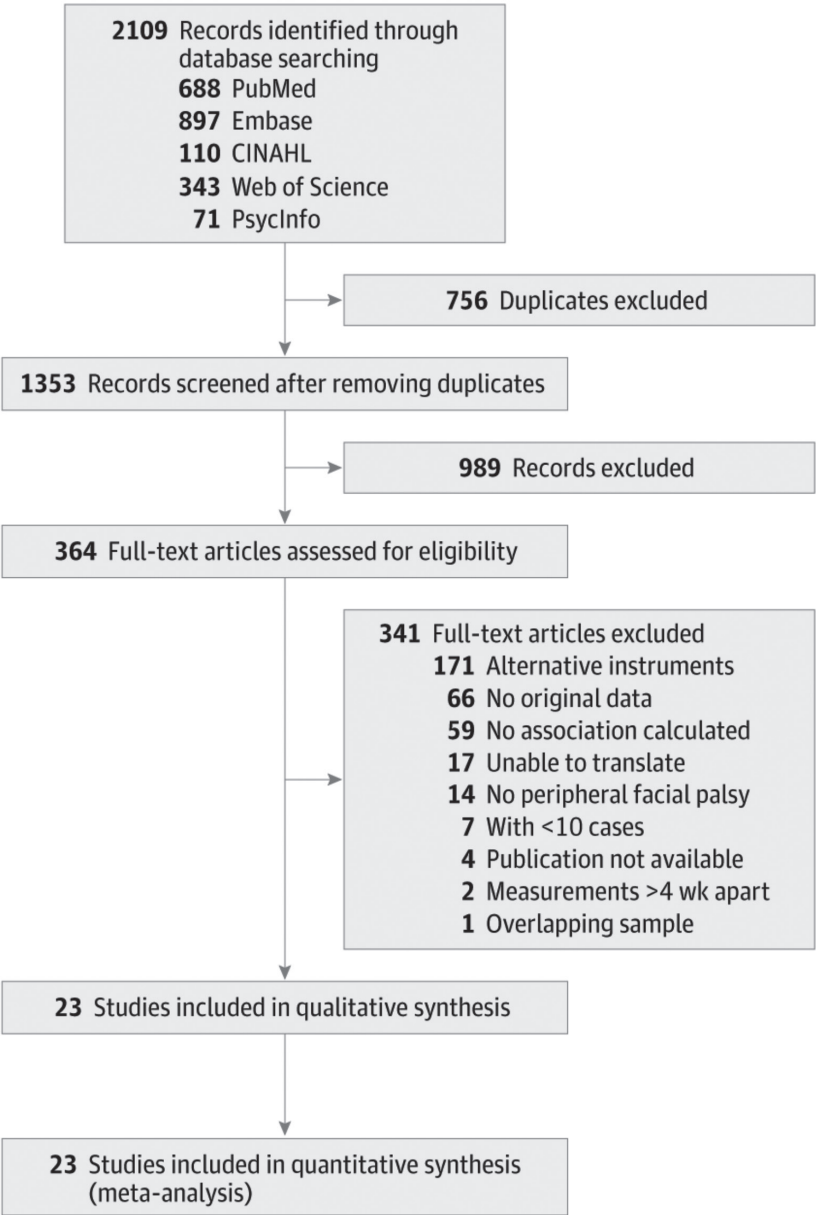 2109 Records identified through
database searching
688 PubMed
897 Embase
110 CINAHL
343 Web of Science
71 PsycInfo
756 Duplicates excluded
1353 Records screened after removing duplicates
989 Records excluded
364 Full-text articles assessed for eligibility
341 Full-text articles excluded
171 Alternative instruments
66 No original data
59 No association calculated
17 Unable to translate
14 No peripheral facial palsy
7 With <10 cases
4 Publication not available
2 Measurements >4 wk apart
1 Overlapping sample
23 Studies included in qualitative synthesis
23 Studies included in quantitative synthesis
(meta-analysis)